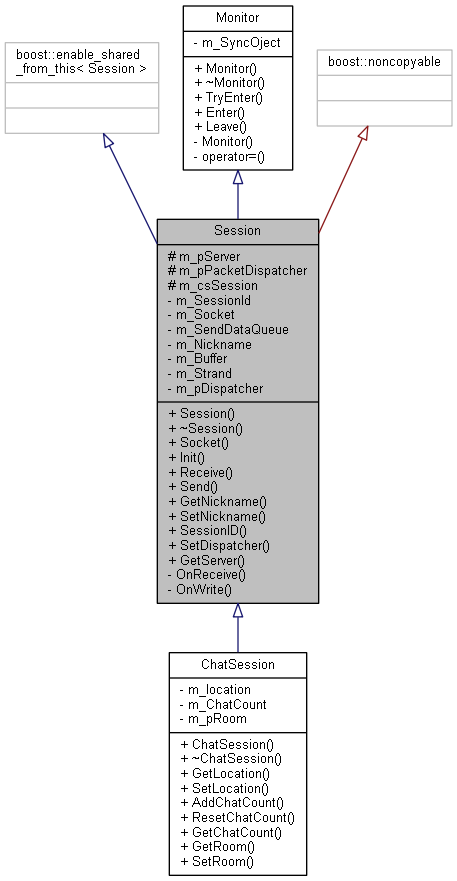 Monitor
- m_SyncOject
+ Monitor()
+ ~Monitor()
+ TryEnter()
+ Enter()
+ Leave()
- Monitor()
- operator=()
boost::enable_shared
_from_this< Session >
boost::noncopyable
Session
# m_pServer
# m_pPacketDispatcher
# m_csSession
- m_SessionId
- m_Socket
- m_SendDataQueue
- m_Nickname
- m_Buffer
- m_Strand
- m_pDispatcher
+ Session()
+ ~Session()
+ Socket()
+ Init()
+ Receive()
+ Send()
+ GetNickname()
+ SetNickname()
+ SessionID()
+ SetDispatcher()
+ GetServer()
- OnReceive()
- OnWrite()
ChatSession
- m_location
- m_ChatCount
- m_pRoom
+ ChatSession()
+ ~ChatSession()
+ GetLocation()
+ SetLocation()
+ AddChatCount()
+ ResetChatCount()
+ GetChatCount()
+ GetRoom()
+ SetRoom()